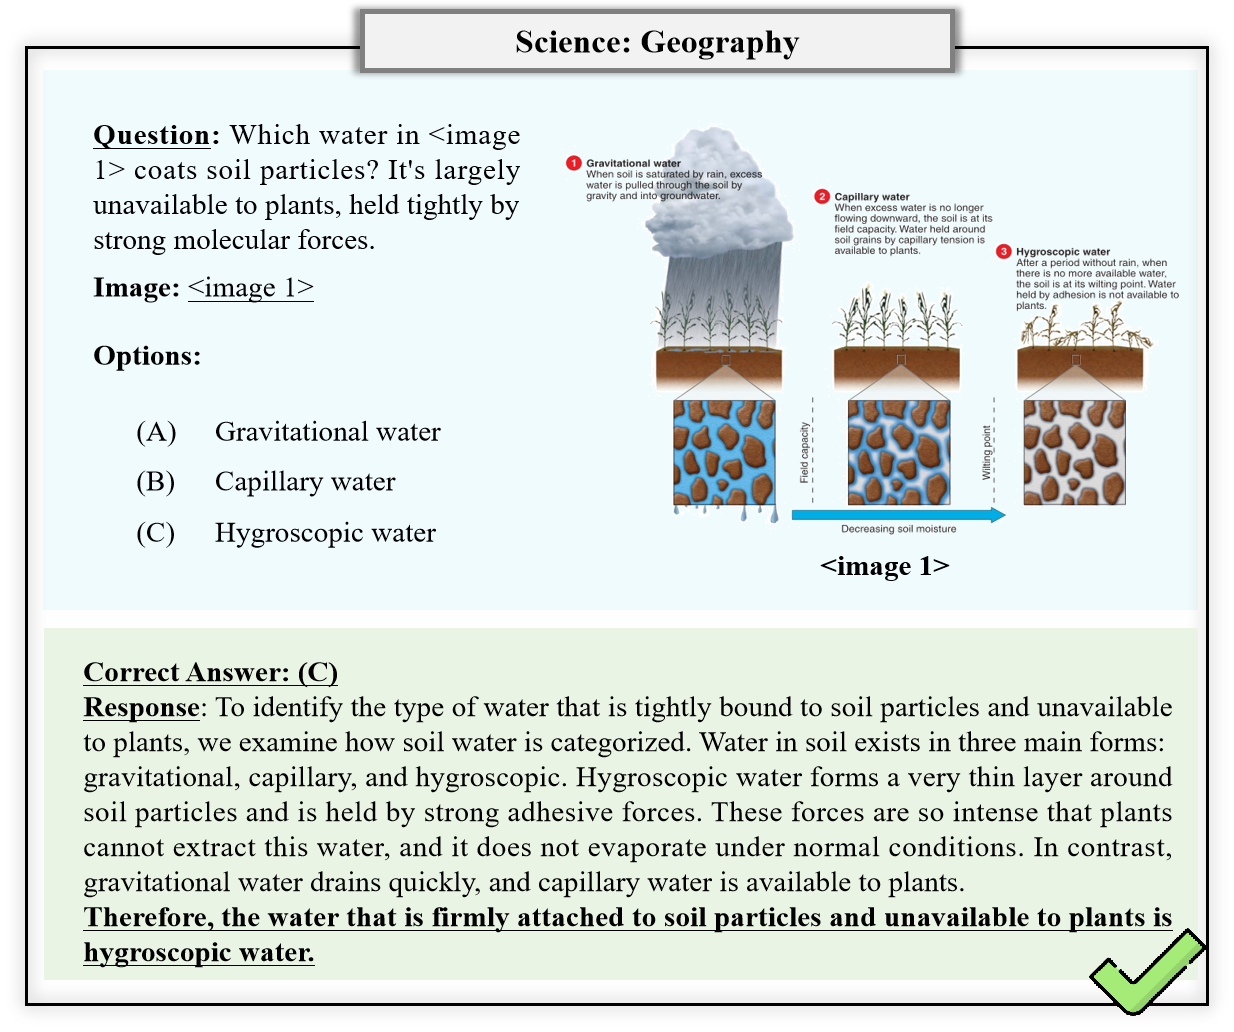 Science: Geography
Question: Which water in <image
1> coats soil particles? It's largely
unavailable to plants, held tightly by
strong molecular forces.
Image: <image 1>
Options:
(A) Gravitational water
(B) Capillary water
(C) Hygroscopic water
1 Gravitational water
When soil is saturated by rain, excess
water is pulled through the soil by
gravity and into groundwater.
2 Capillary water
When excess water is no longer
flowing downward, the soil is at its
field capacity. Water held around
soil grains by capillary tension is
available to plants.
3 Hygroscopic water
After a period without rain, when
there is no more available water,
the soil is at its wilting point. Water
held by adhesion is not available to
plants.
Field capacity
Wilting point
Decreasing soil moisture
<image 1>
Correct Answer: (C)
Response: To identify the type of water that is tightly bound to soil particles and unavailable
to plants, we examine how soil water is categorized. Water in soil exists in three main forms:
gravitational, capillary, and hygroscopic. Hygroscopic water forms a very thin layer around
soil particles and is held by strong adhesive forces. These forces are so intense that plants
cannot extract this water, and it does not evaporate under normal conditions. In contrast,
gravitational water drains quickly, and capillary water is available to plants.
Therefore, the water that is firmly attached to soil particles and unavailable to plants is
hygroscopic water.